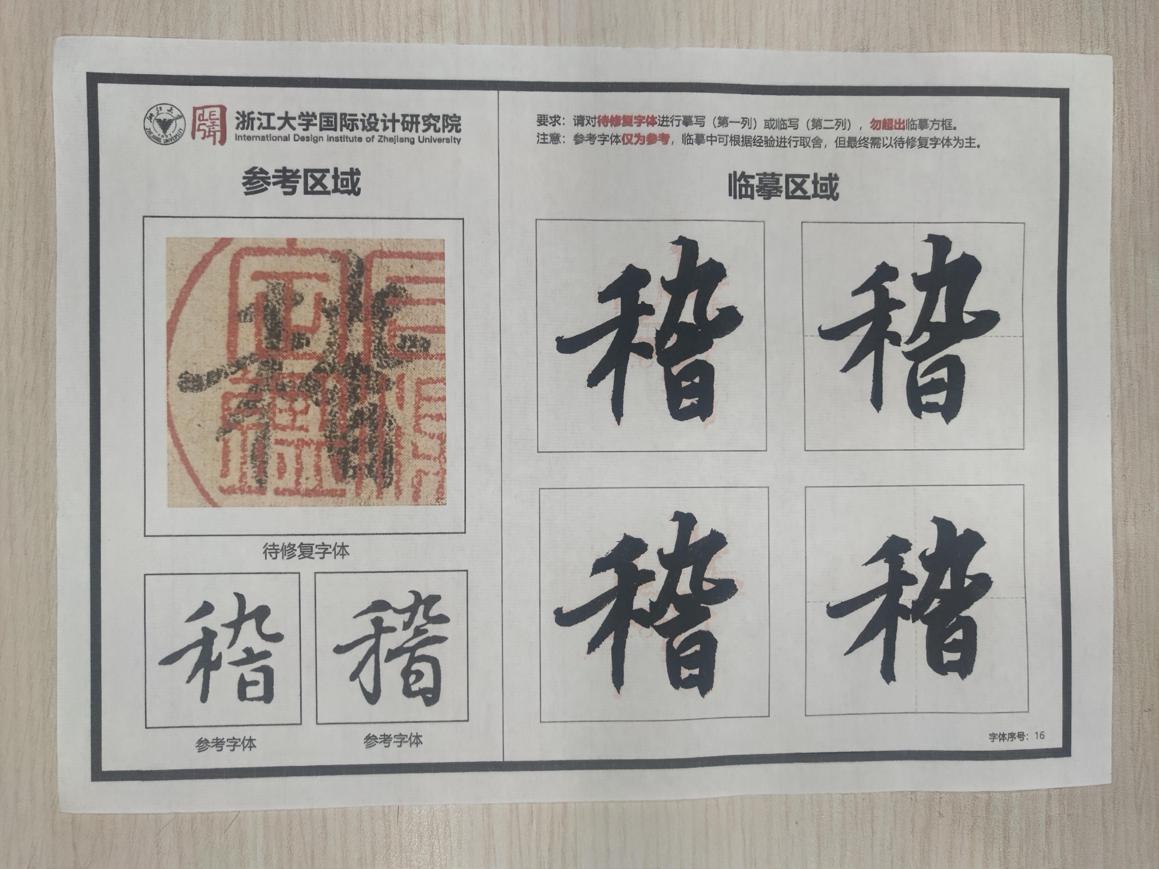 浙江大学国际设计研究院
International Design Institute of Zhejiang University
参考区域
待修复字体
参考字体
参考字体
要求：请对待修复字体进行摹写（第一列）或临写（第二列），勿超出临摹方框。
注意：参考字体仅为参考，临摹中可根据经验进行取舍，但最终需以待修复字体为主。
临摹区域
稽 稽
稽 稽
字体序号：16